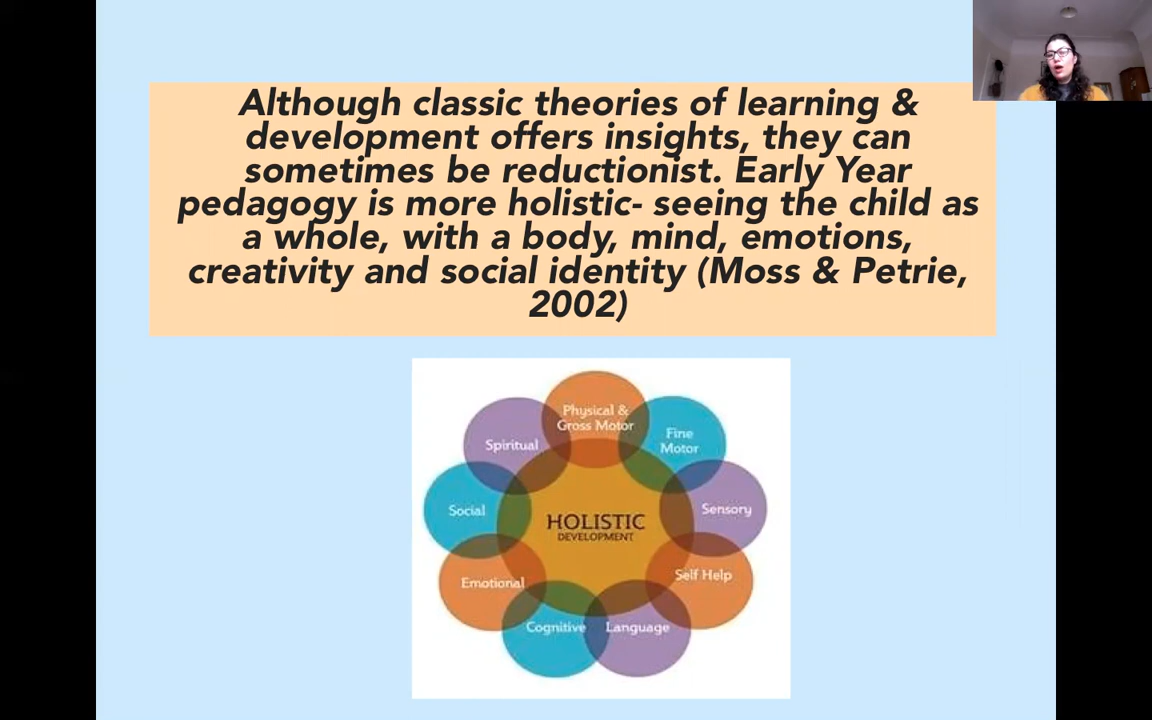 Although classic theories of learning &
development offers insights, they can
sometimes be reductionist. Early Year
pedagogy is more holistic- seeing the child as
a whole, with a body, mind, emotions,
creativity and social identity (Moss & Petrie,
2002)
Physical &
Gross Motor
Fine
Motor
Spiritual
Sensory
Social
HOLISTIC
DEVELOPMENT
Self Help
Emotional
Cognitive
Language